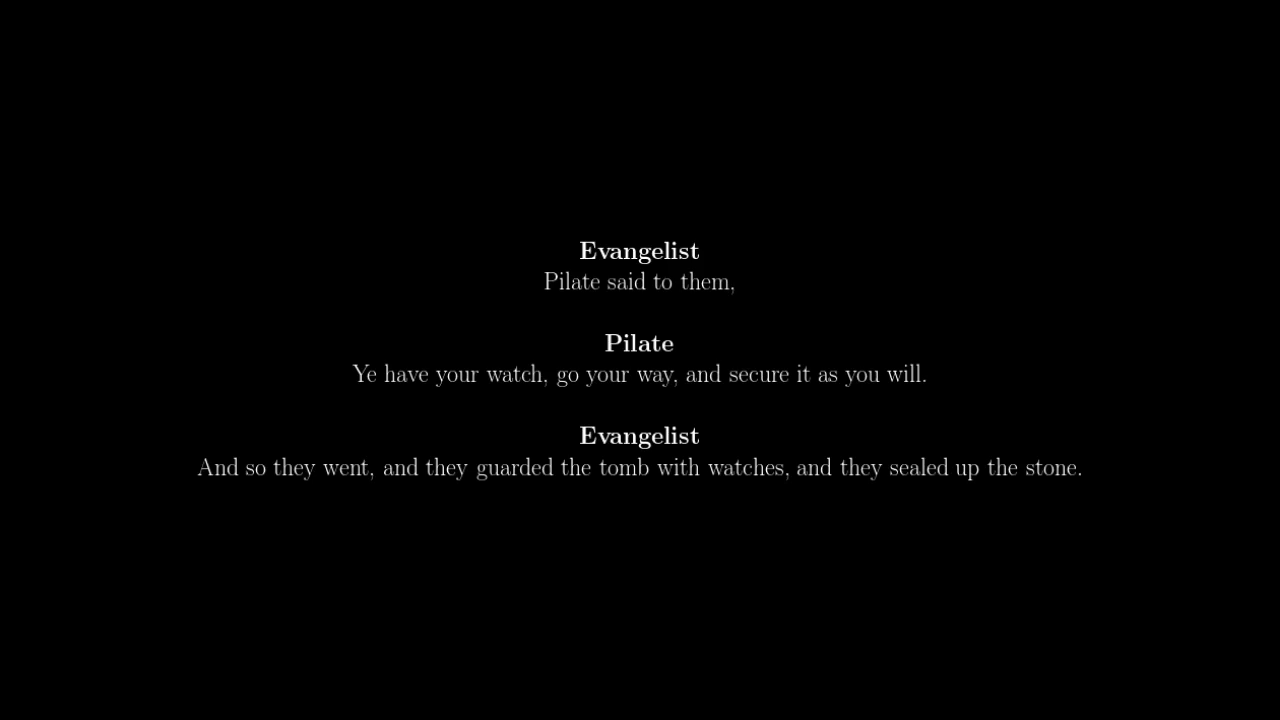 Evangelist
Pilate said to them,
Pilate
Ye have your watch, go your way, and secure it as you will.
Evangelist
And so they went, and they guarded the tomb with watches, and they sealed up the stone.